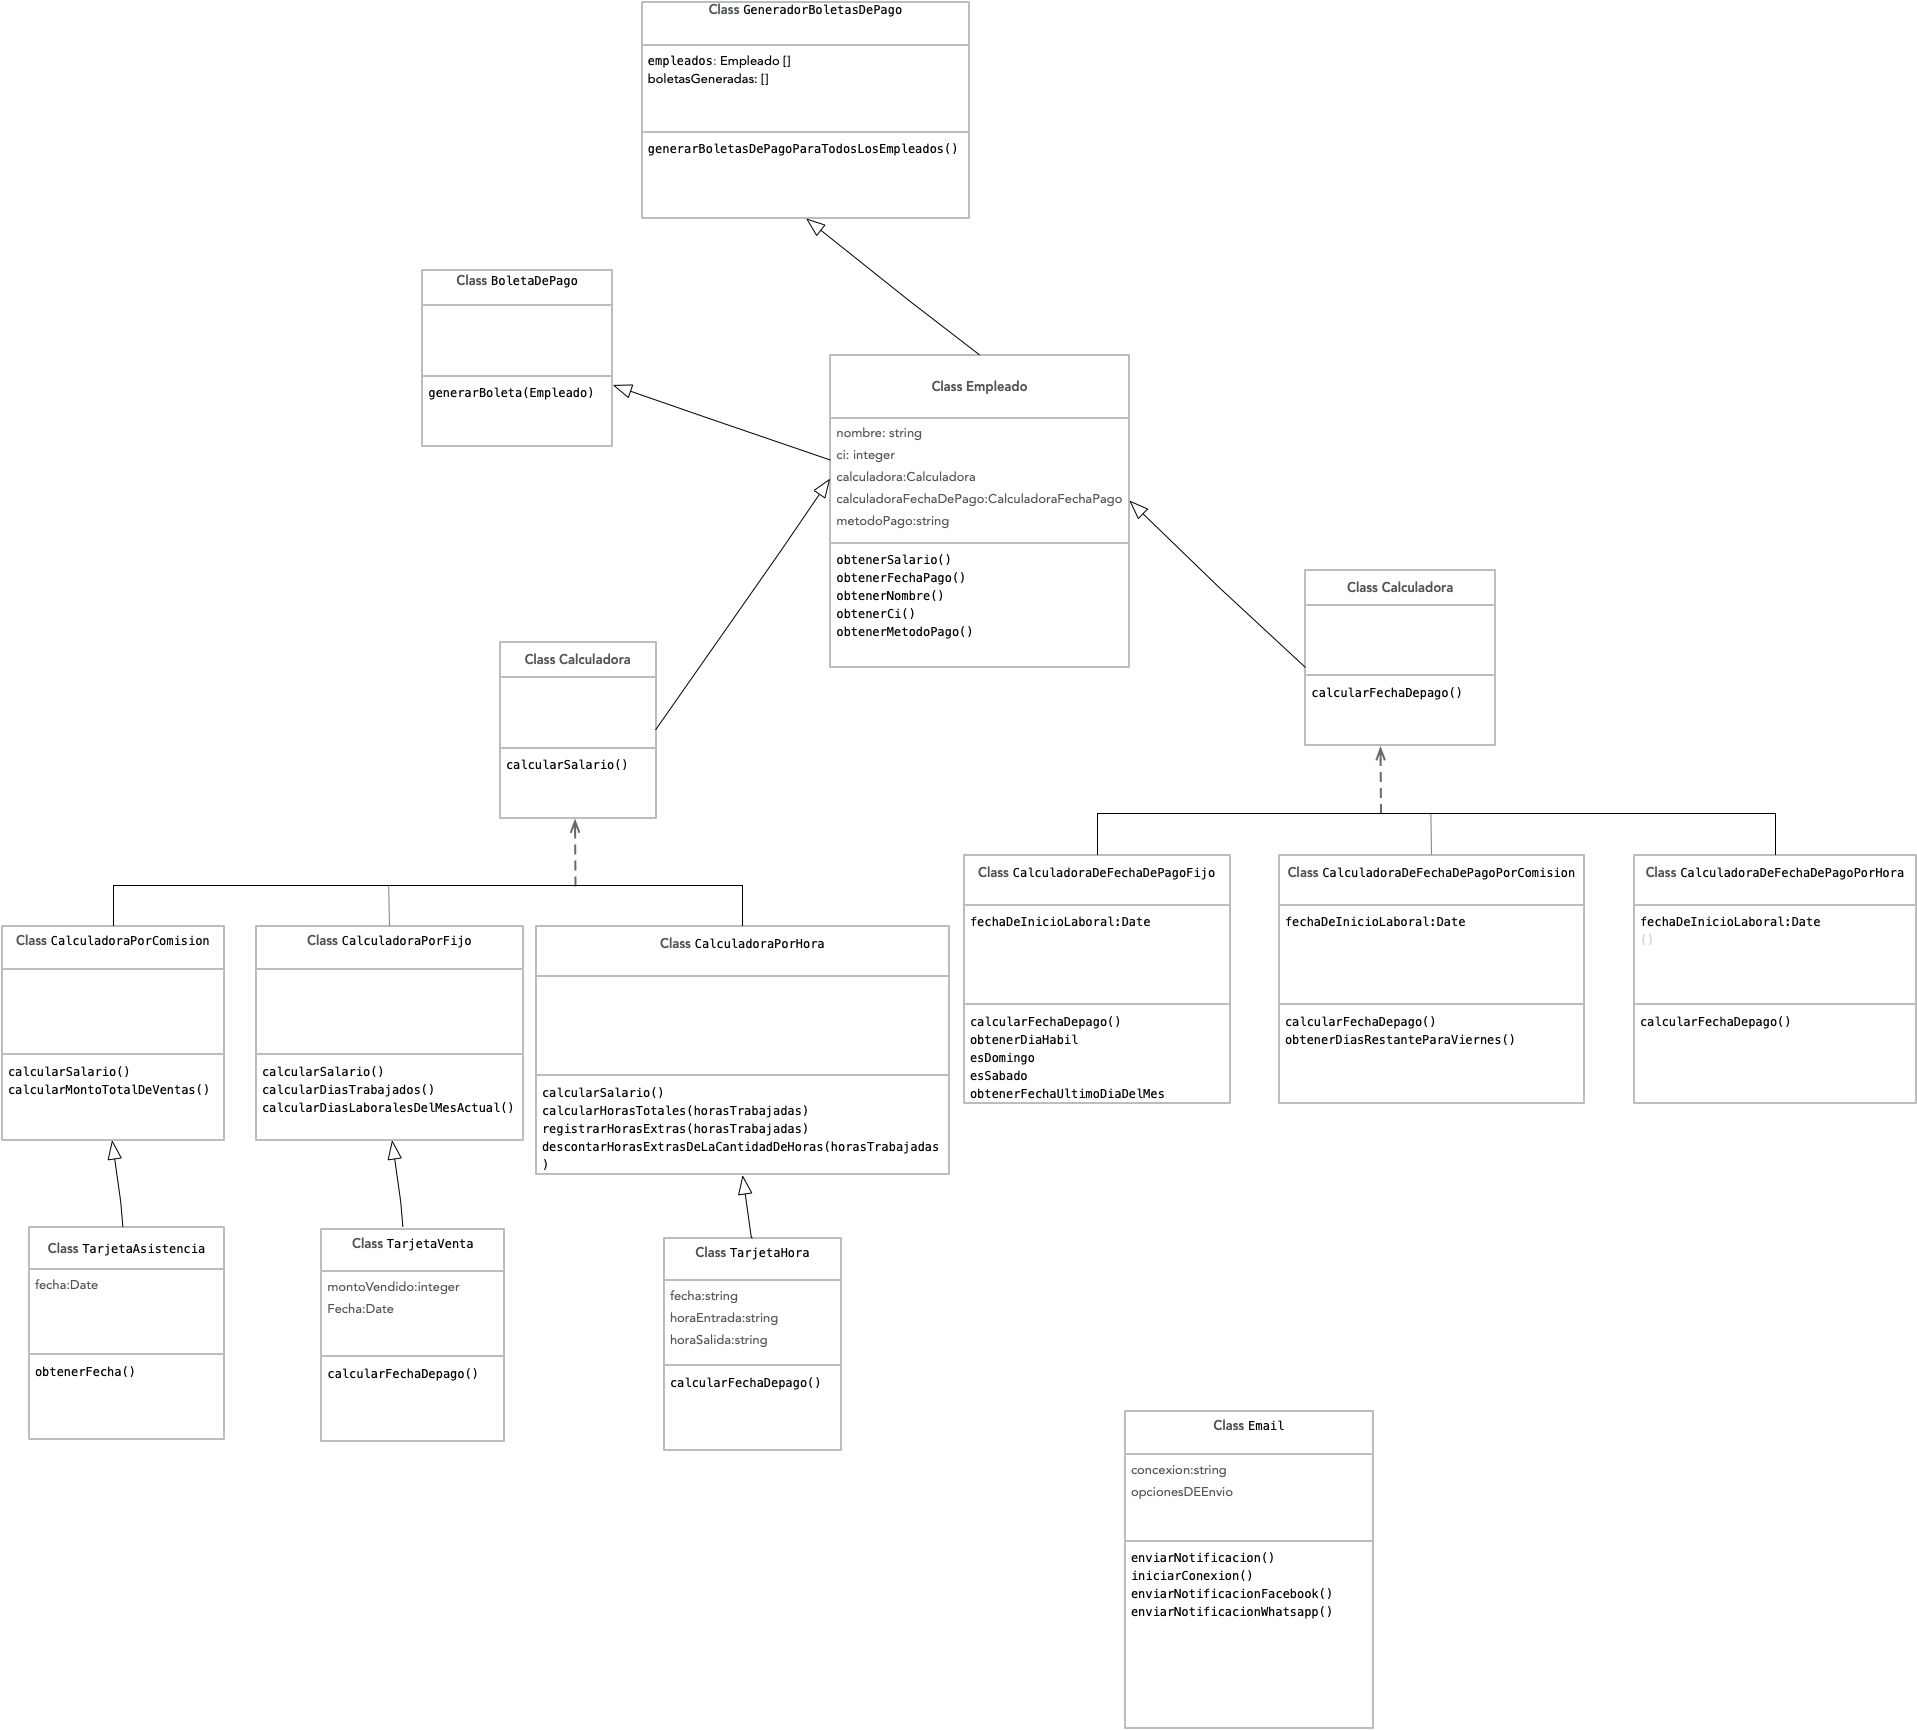 Class GeneradorBoletasDePago
empleados: Empleado []
boletasGeneradas: []
generarBoletasDePagoParaTodosLosEmpleados()
Class BoletaDePago
generarBoleta(Empleado)
Class Empleado
nombre: string
ci: integer
calculadora:Calculadora
calculadoraFechaDePago:CalculadoraFechaPago
metodoPago:string
obtenerSalario()
obtenerFechaPago()
obtenerNombre()
obtenerCi()
obtenerMetodoPago()
Class Calculadora
calcularFechaDepago()
Class Calculadora
calcularSalario()
Class CalculadoraDeFechaDePagoFijo
fechaDeInicioLaboral:Date
calcularFechaDepago()
obtenerDiaHabil
esDomingo
esSabado
obtenerFechaUltimoDiaDelMes
Class CalculadoraDeFechaDePagoPorComision
fechaDeInicioLaboral:Date
calcularFechaDepago()
obtenerDiasRestanteParaViernes()
Class CalculadoraDeFechaDePagoPorHora
fechaDeInicioLaboral:Date
()
calcularFechaDepago()
Class CalculadoraPorComision
calcularSalario()
calcularMontoTotalDeVentas()
Class CalculadoraPorFijo
calcularSalario()
calcularDiasTrabajados()
calcularDiasLaboralesDelMesActual()
Class CalculadoraPorHora
calcularSalario()
calcularHorasTotales(horasTrabajadas)
registrarHorasExtras(horasTrabajadas)
descontarHorasExtrasDeLaCantidadDeHoras(horasTrabajadas
)
Class TarjetaAsistencia
fecha:Date
obtenerFecha()
Class TarjetaVenta
montoVendido:integer
Fecha:Date
calcularFechaDepago()
Class TarjetaHora
fecha:string
horaEntrada:string
horaSalida:string
calcularFechaDepago()
Class Email
concexion:string
opcionesDEEnvio
enviarNotificacion()
iniciarConexion()
enviarNotificacionFacebook()
enviarNotificacionWhatsapp()